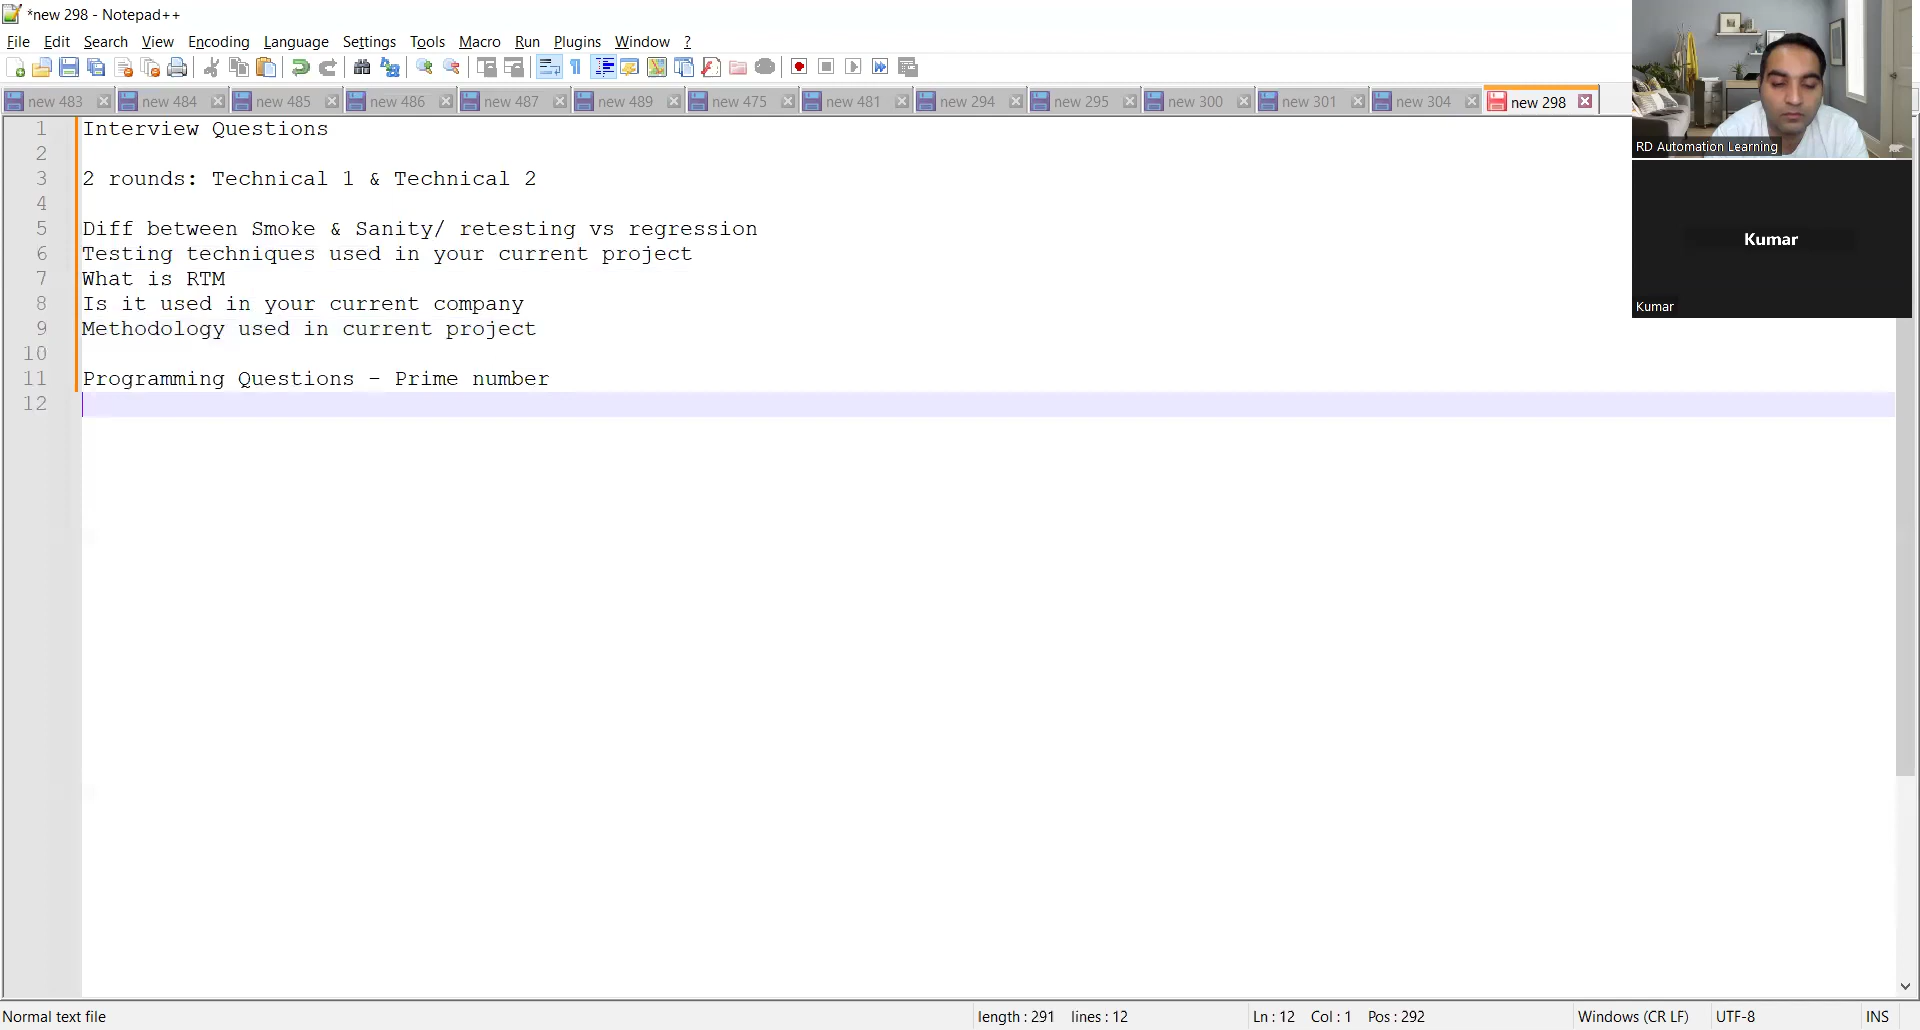 *new 298 - Notepad++
File Edit Search View Encoding Language Settings Tools Macro Run Plugins Window ?
new 483 new 484 new 485 new 486 new 487 new 489 new 475 new 481 new 294 new 295 new 300 new 301 new 304 new 298
1 Interview Questions
2
3 2 rounds: Technical 1 & Technical 2
4
5 Diff between Smoke & Sanity/ retesting vs regression
6 Testing techniques used in your current project
7 What is RTM
8 Is it used in your current company
9 Methodology used in current project
10
11 Programming Questions - Prime number
12
RD Automation Learning
Kumar
Kumar
Normal text file length : 291 lines : 12 Ln : 12 Col : 1 Pos : 292 Windows (CR LF) UTF-8 INS